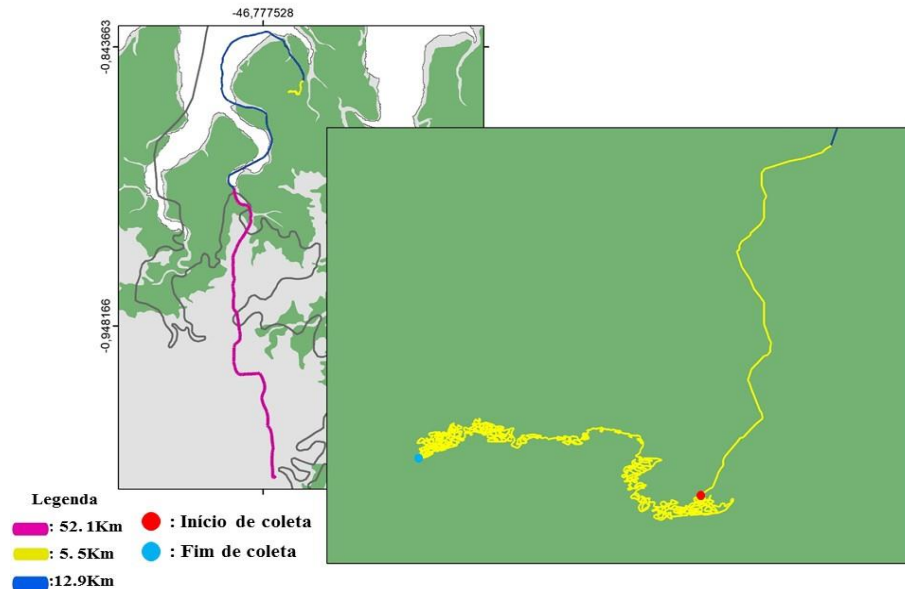 -46,777528
-0,843663
-0,948166
Legenda
: 52.1Km
: 5.5Km
:12.9Km
: Início de coleta
: Fim de coleta